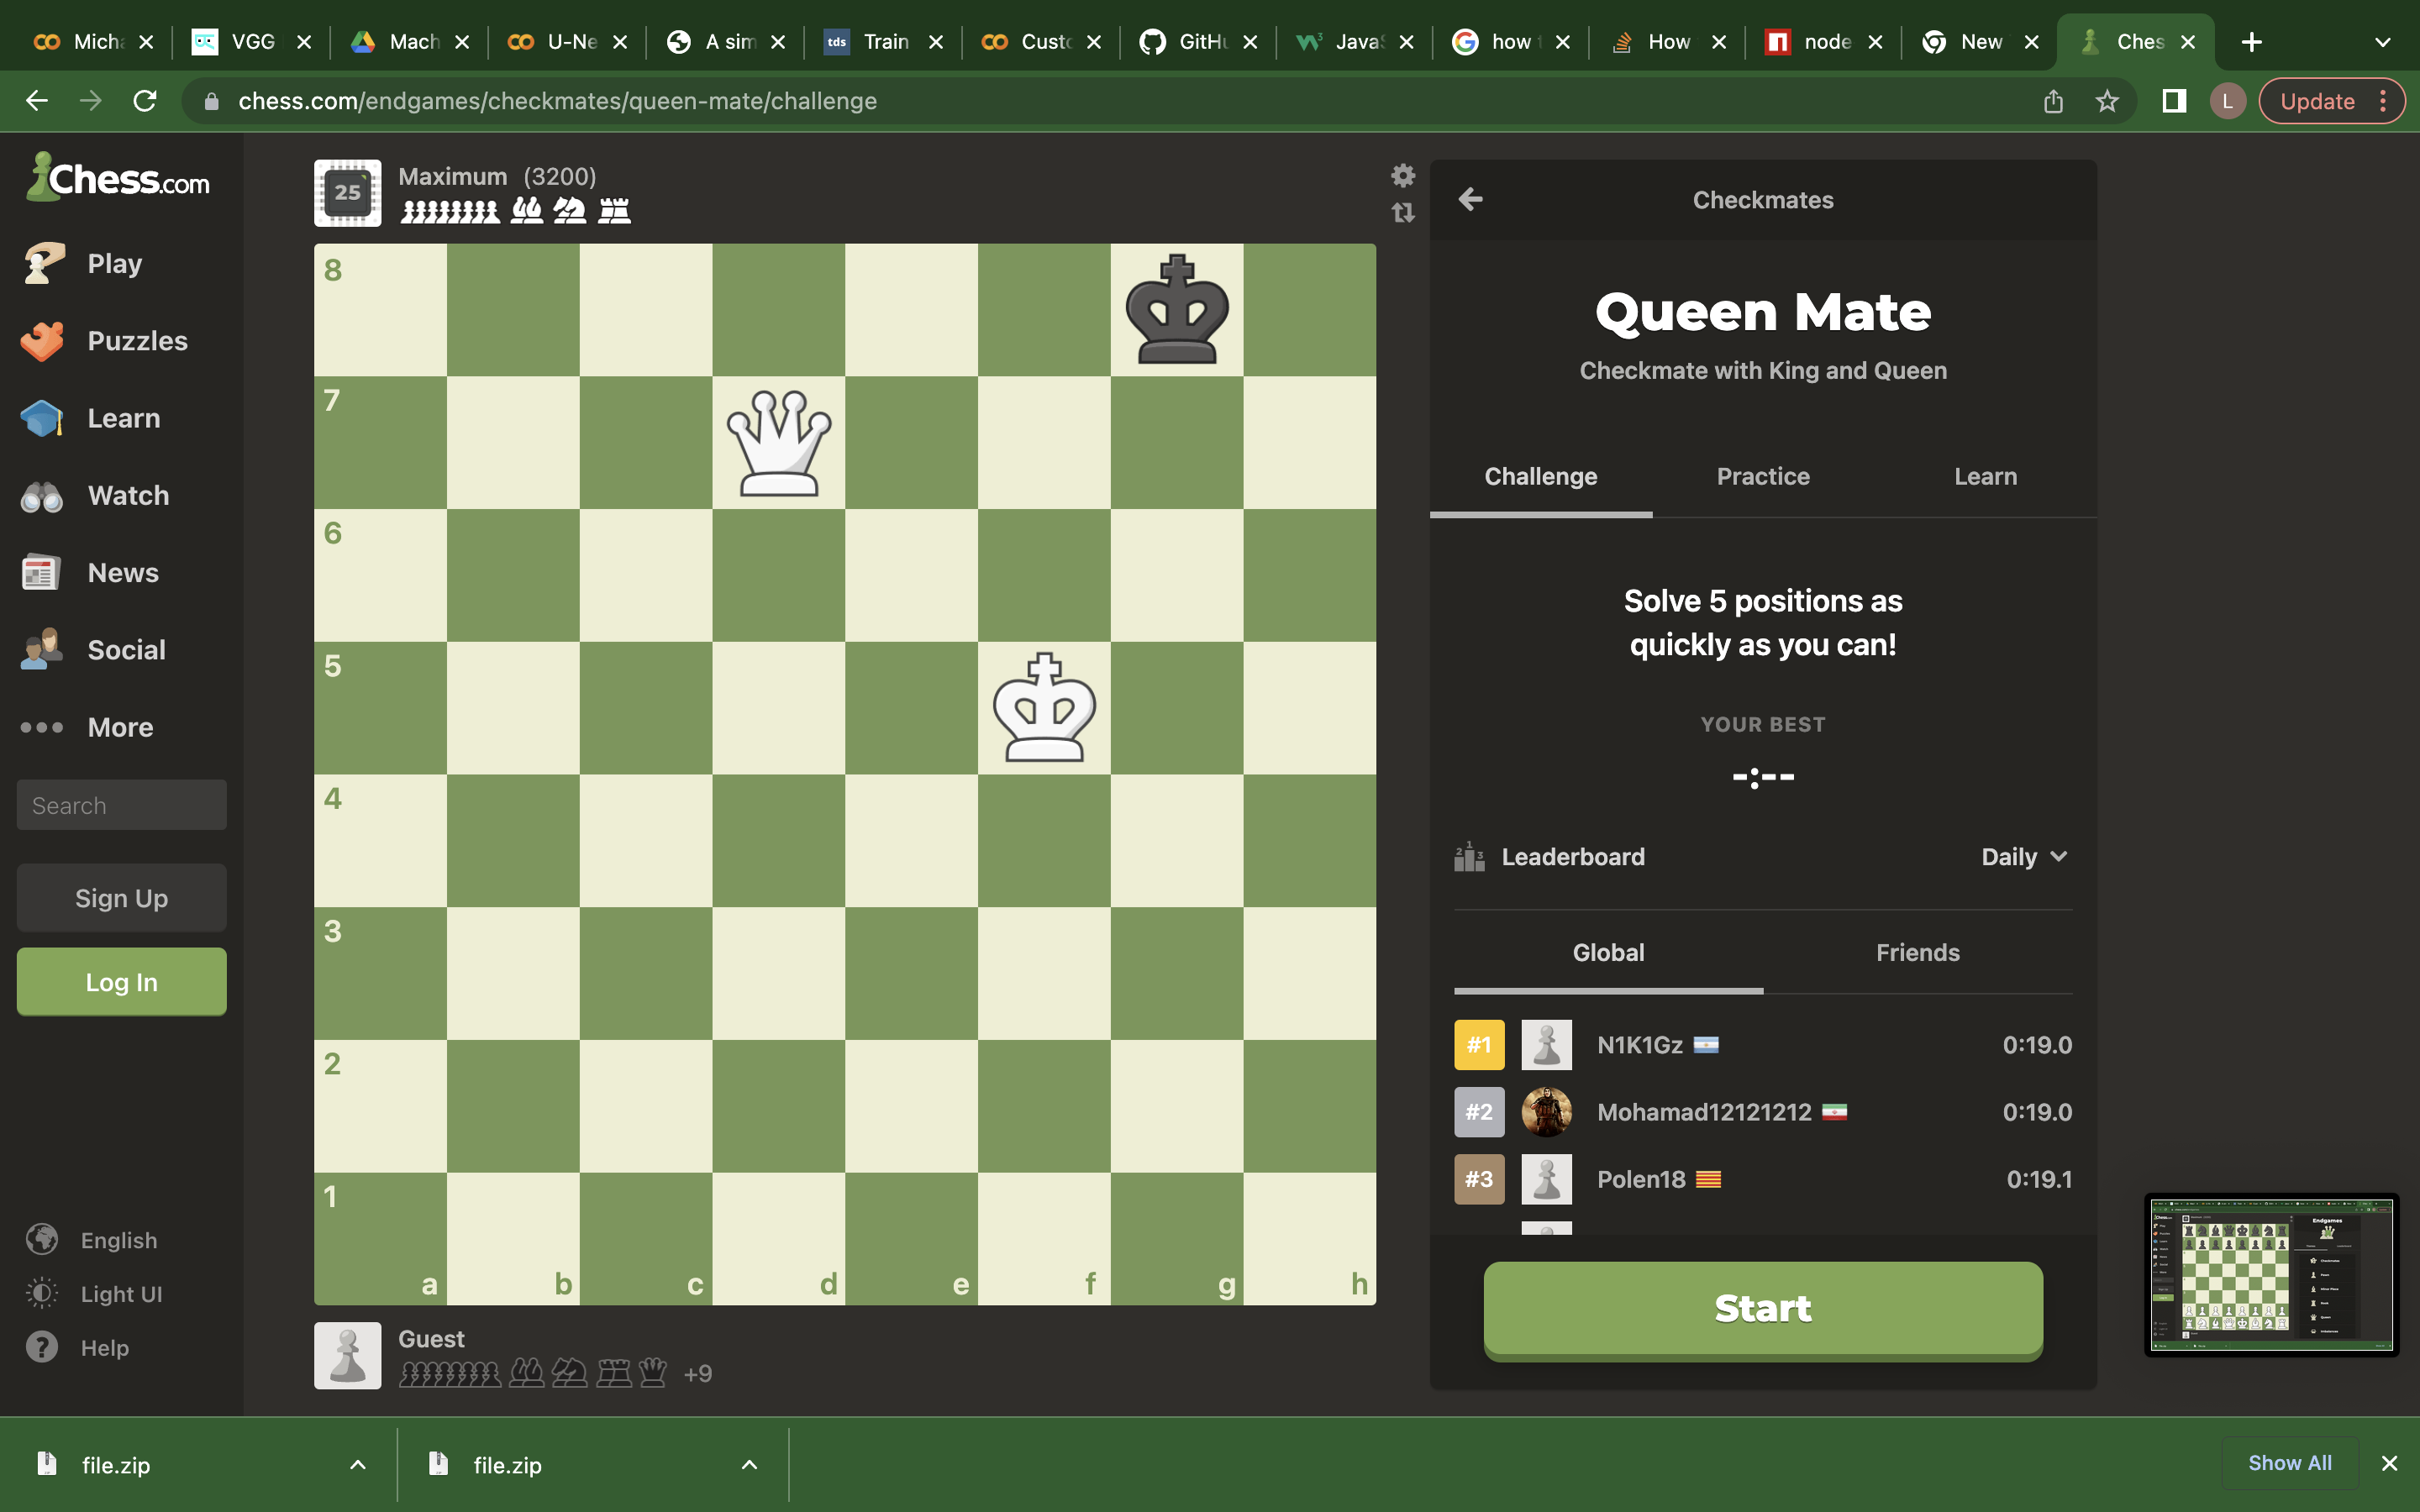 Mich
VGG
Mach
U-Ne
A sim
tds
Train
Custo
GitHu
W3
Java
how
How
node
New
Ches
chess.com/endgames/checkmates/queen-mate/challenge
L
Update
Chess.com
Play
Puzzles
Learn
Watch
News
Social
More
Search
Sign Up
Log In
English
Light UI
Help
25
Maximum (3200)
8
7
6
5
4
3
2
1
a b c d e f g h
Guest
+9
Checkmates
Queen Mate
Checkmate with King and Queen
Challenge Practice Learn
Solve 5 positions as
quickly as you can!
YOUR BEST
-:--
Leaderboard Daily
Global Friends
#1 N1K1Gz 0:19.0
#2 Mohamad12121212 0:19.0
#3 Polen18 0:19.1
Start
Endgames
file.zip
file.zip
Show All